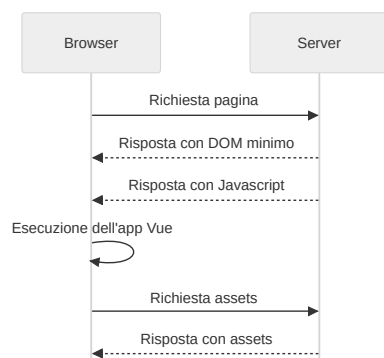 Browser
Server
Richiesta pagina
Risposta con DOM minimo
Risposta con Javascript
Esecuzione dell'app Vue
Richiesta assets
Risposta con assets